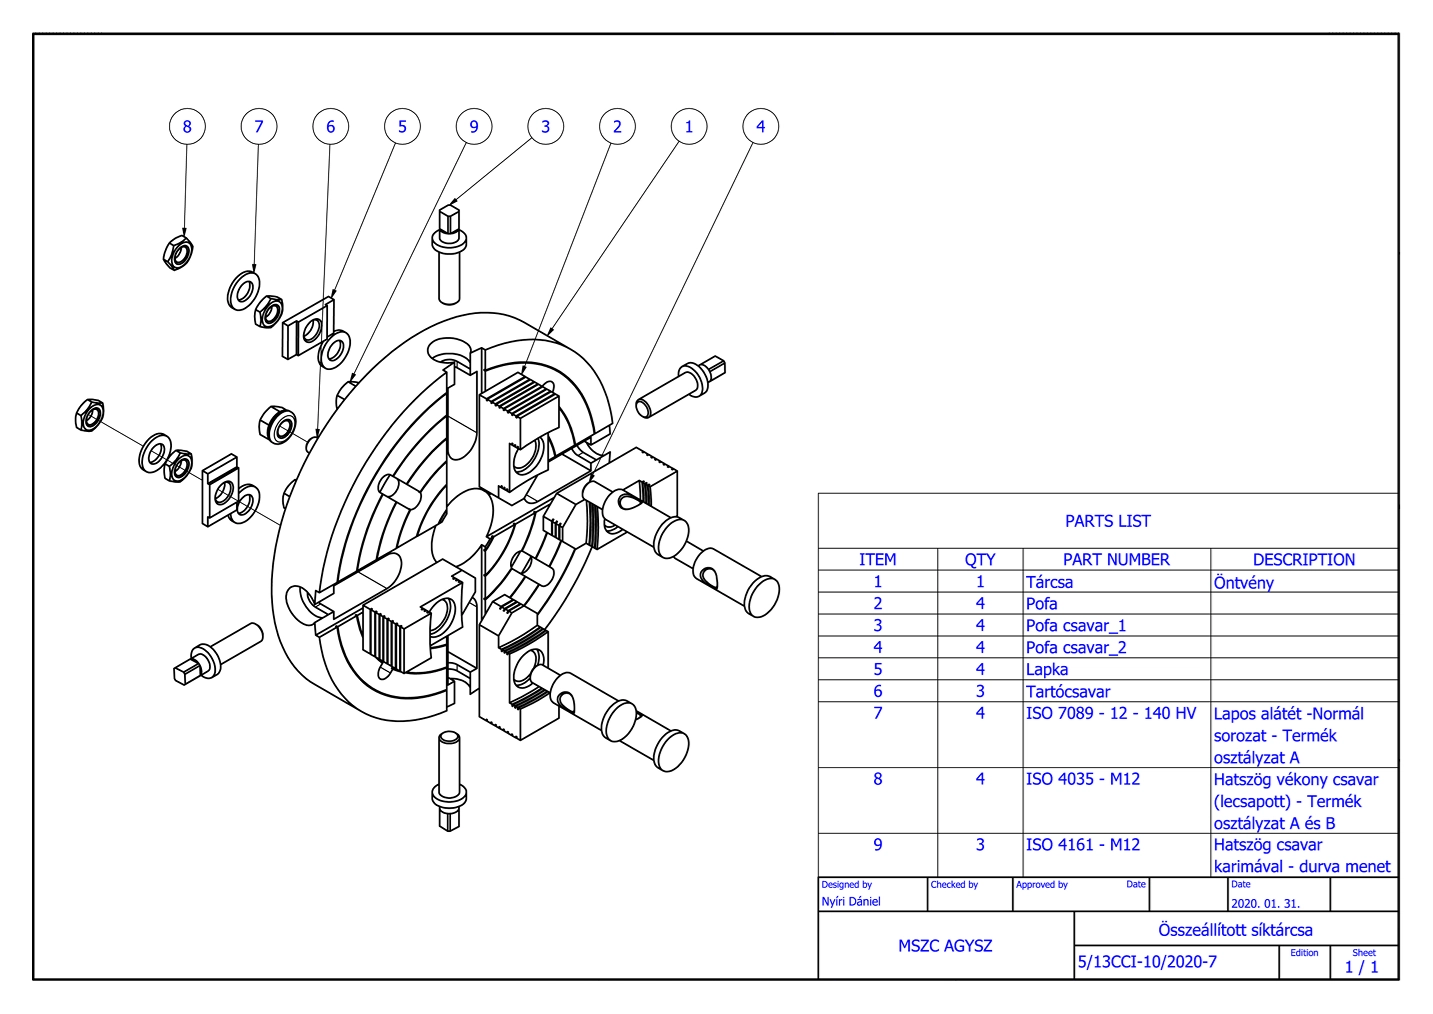 8 7 6 5 9 3 2 1 4
PARTS LIST
ITEM QTY PART NUMBER DESCRIPTION
1 1 Tárcsa Öntvény
2 4 Pofa
3 4 Pofa csavar_1
4 4 Pofa csavar_2
5 4 Lapka
6 3 Tartócsavar
7 4 ISO 7089 - 12 - 140 HV Lapos alátét -Normál
sorozat - Termék
osztályzat A
8 4 ISO 4035 - M12 Hatszög vékony csavar
(lecsapott) - Termék
osztályzat A és B
9 3 ISO 4161 - M12 Hatszög csavar
karimával - durva menet
Designed by Checked by Approved by Date Date
Nyíri Dániel 2020. 01. 31.
MSZC AGYSZ
Összeállított síktárcsa
5/13CCI-10/2020-7
Edition
Sheet
1 / 1